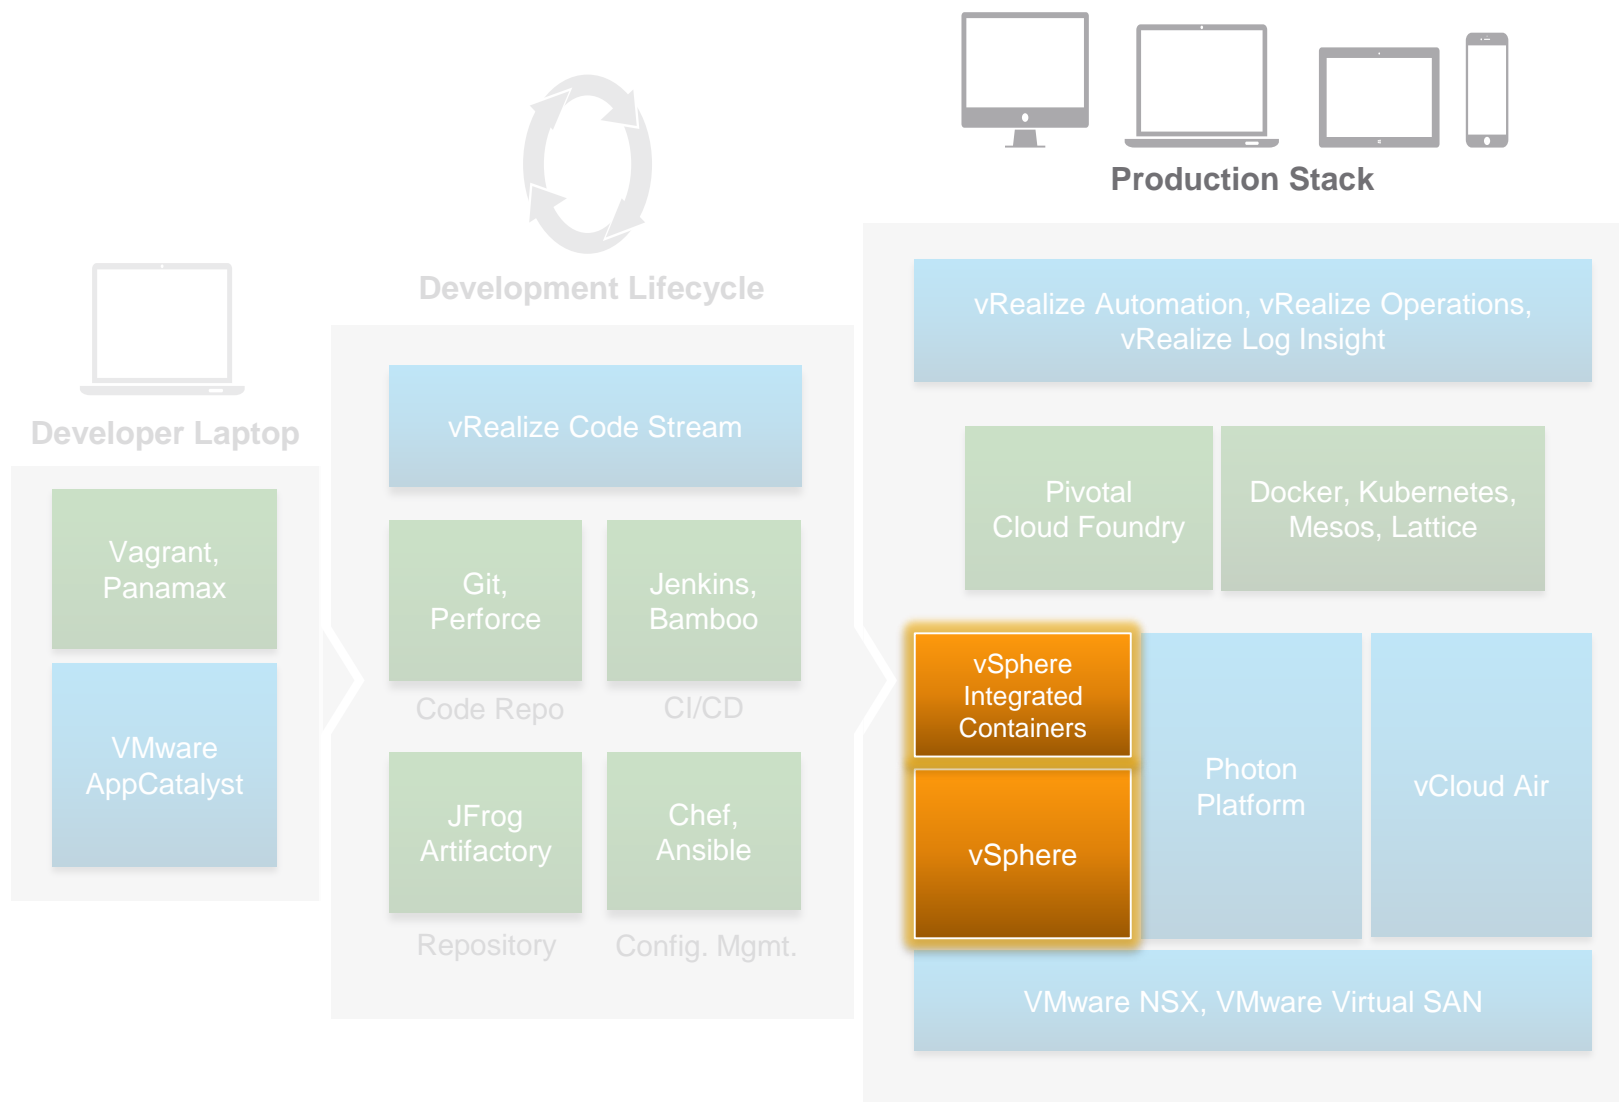 Developer Laptop
Vagrant,
Panamax
VMware
AppCatalyst
Development Lifecycle
vRealize Code Stream
Git,
Perforce
Code Repo
Jenkins,
Bamboo
CI/CD
JFrog
Artifactory
Repository
Chef,
Ansible
Config. Mgmt.
Production Stack
vRealize Automation, vRealize Operations,
vRealize Log Insight
Pivotal
Cloud Foundry
Docker, Kubernetes,
Mesos, Lattice
vSphere
Integrated
Containers
vSphere
Photon
Platform
vCloud Air
VMware NSX, VMware Virtual SAN